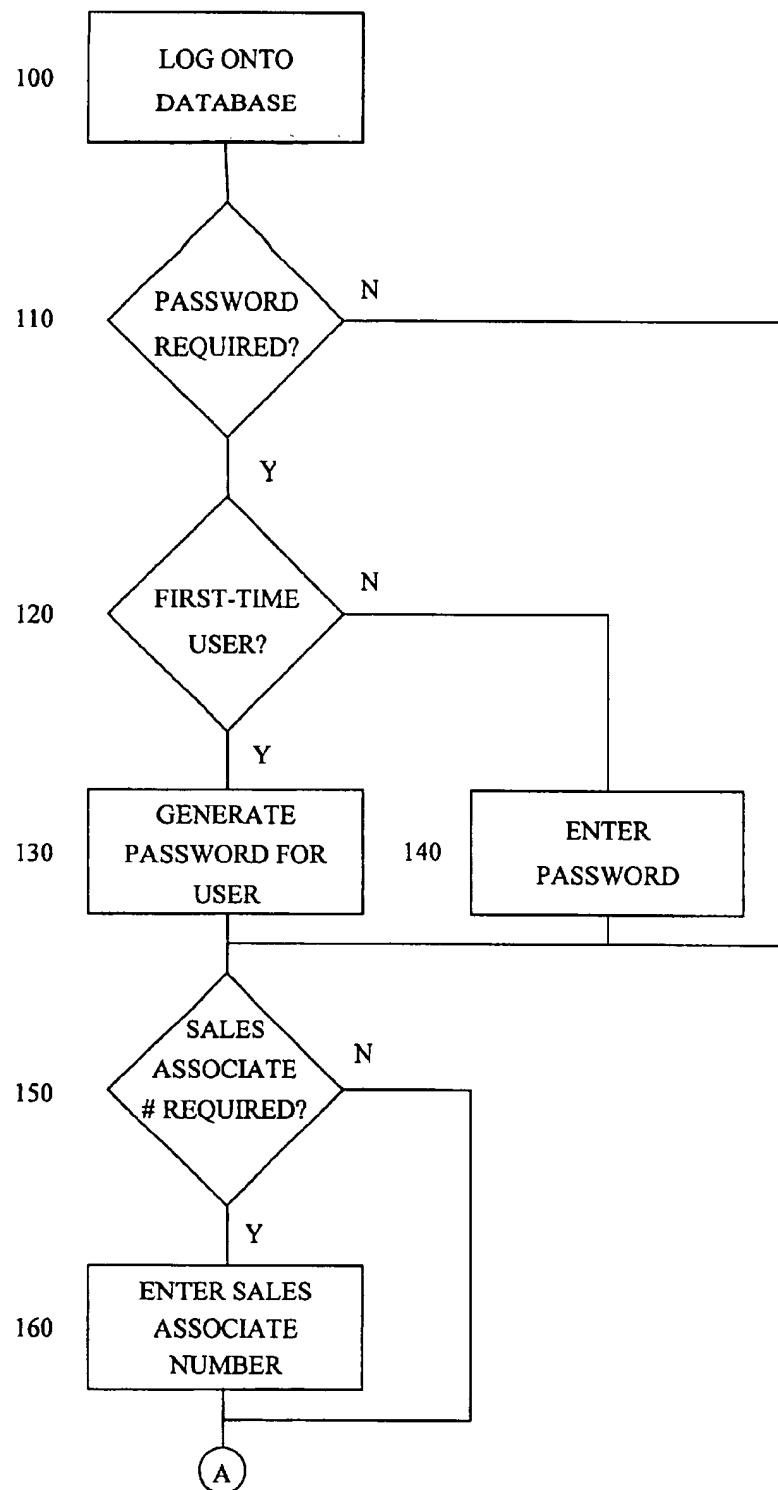 100
LOG ONTO
DATABASE
110
PASSWORD
REQUIRED?
N
Y
120
FIRST-TIME
USER?
N
Y
130
GENERATE
PASSWORD FOR
USER
140
ENTER
PASSWORD
150
SALES
ASSOCIATE
# REQUIRED?
N
Y
160
ENTER SALES
ASSOCIATE
NUMBER
A